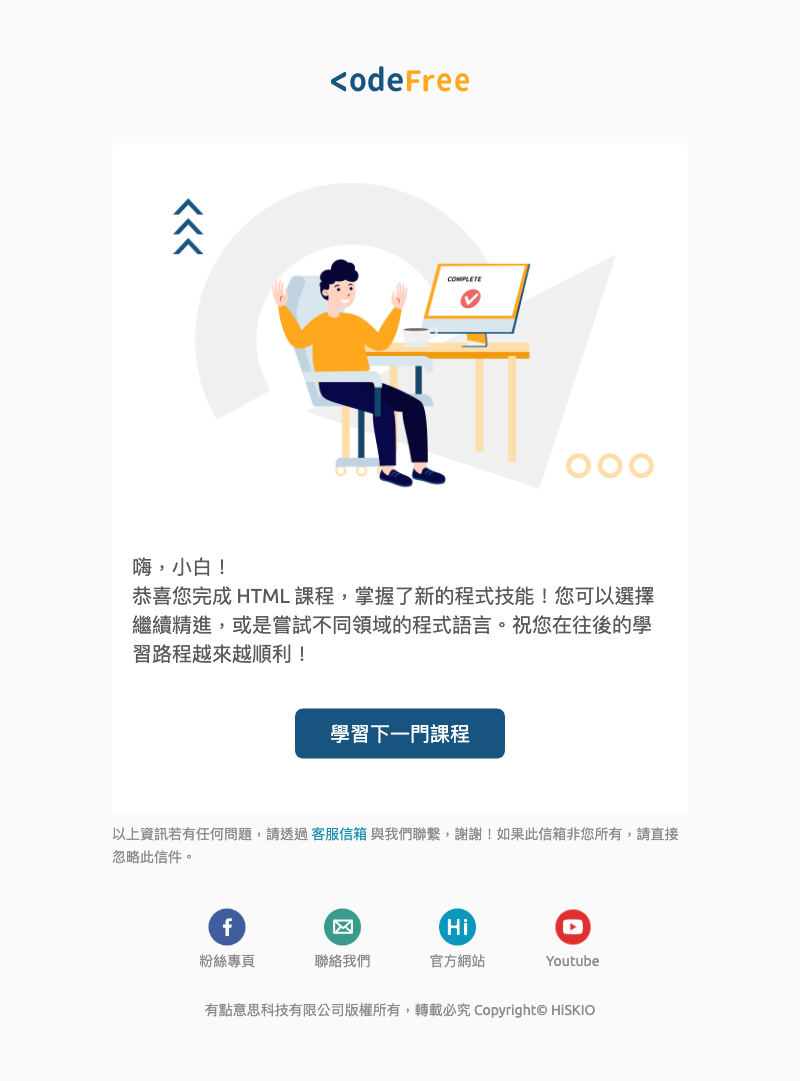 <odeFree
COMPLETE
嗨，小白！
恭喜您完成 HTML 課程，掌握了新的程式技能！您可以選擇
繼續精進，或是嘗試不同領域的程式語言。祝您在往後的學
習路程越來越順利！
學習下一門課程
以上資訊若有任何問題，請透過 客服信箱 與我們聯繫，謝謝！如果此信箱非您所有，請直接
忽略此信件。
f Hi
粉絲專頁 聯絡我們 官方網站 Youtube
有點意思科技有限公司版權所有，轉載必究 Copyright© HiSKIO